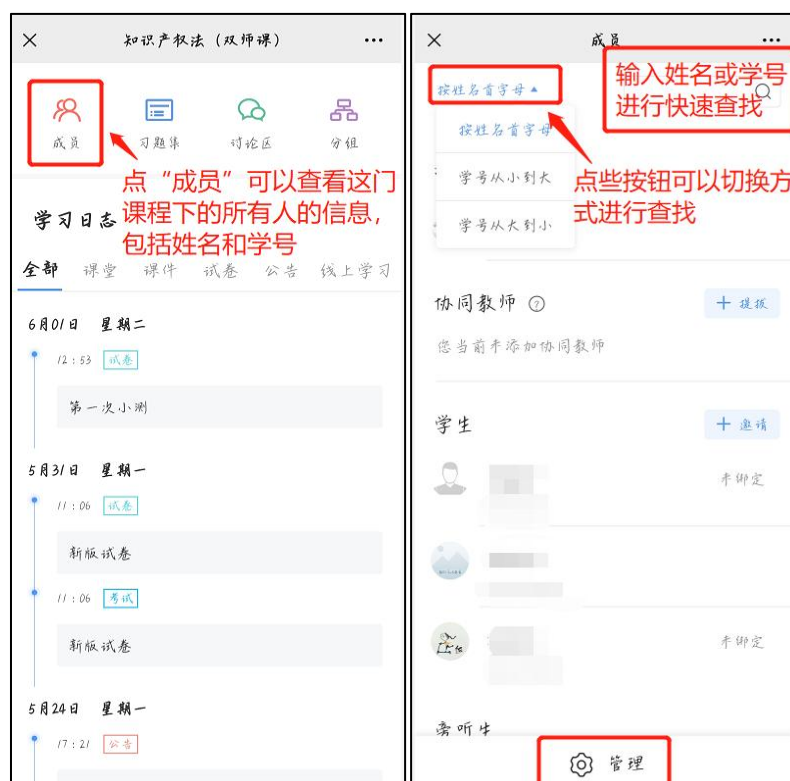 知识产权法（双师课）
成员
习题集
讨论区
分组
点“成员”可以查看这门
课程下的所有人的信息，
包括姓名和学号
学习日志
全部 课堂 课件 试卷 公告 线上学习
6月01日 星期二
12:53 试卷
第一次小测
5月31日 星期一
11:06 试卷
新版试卷
11:06 考试
新版试卷
5月24日 星期一
17:21 公告
成员
按姓名首字母
输入姓名或学号
进行快速查找
按姓名首字母
学号从小到大
学号从大到小
点些按钮可以切换方
式进行查找
协同教师 ?
+ 提拔
您当前未添加协同教师
学生
+ 邀请
未绑定
未绑定
旁听生
管理